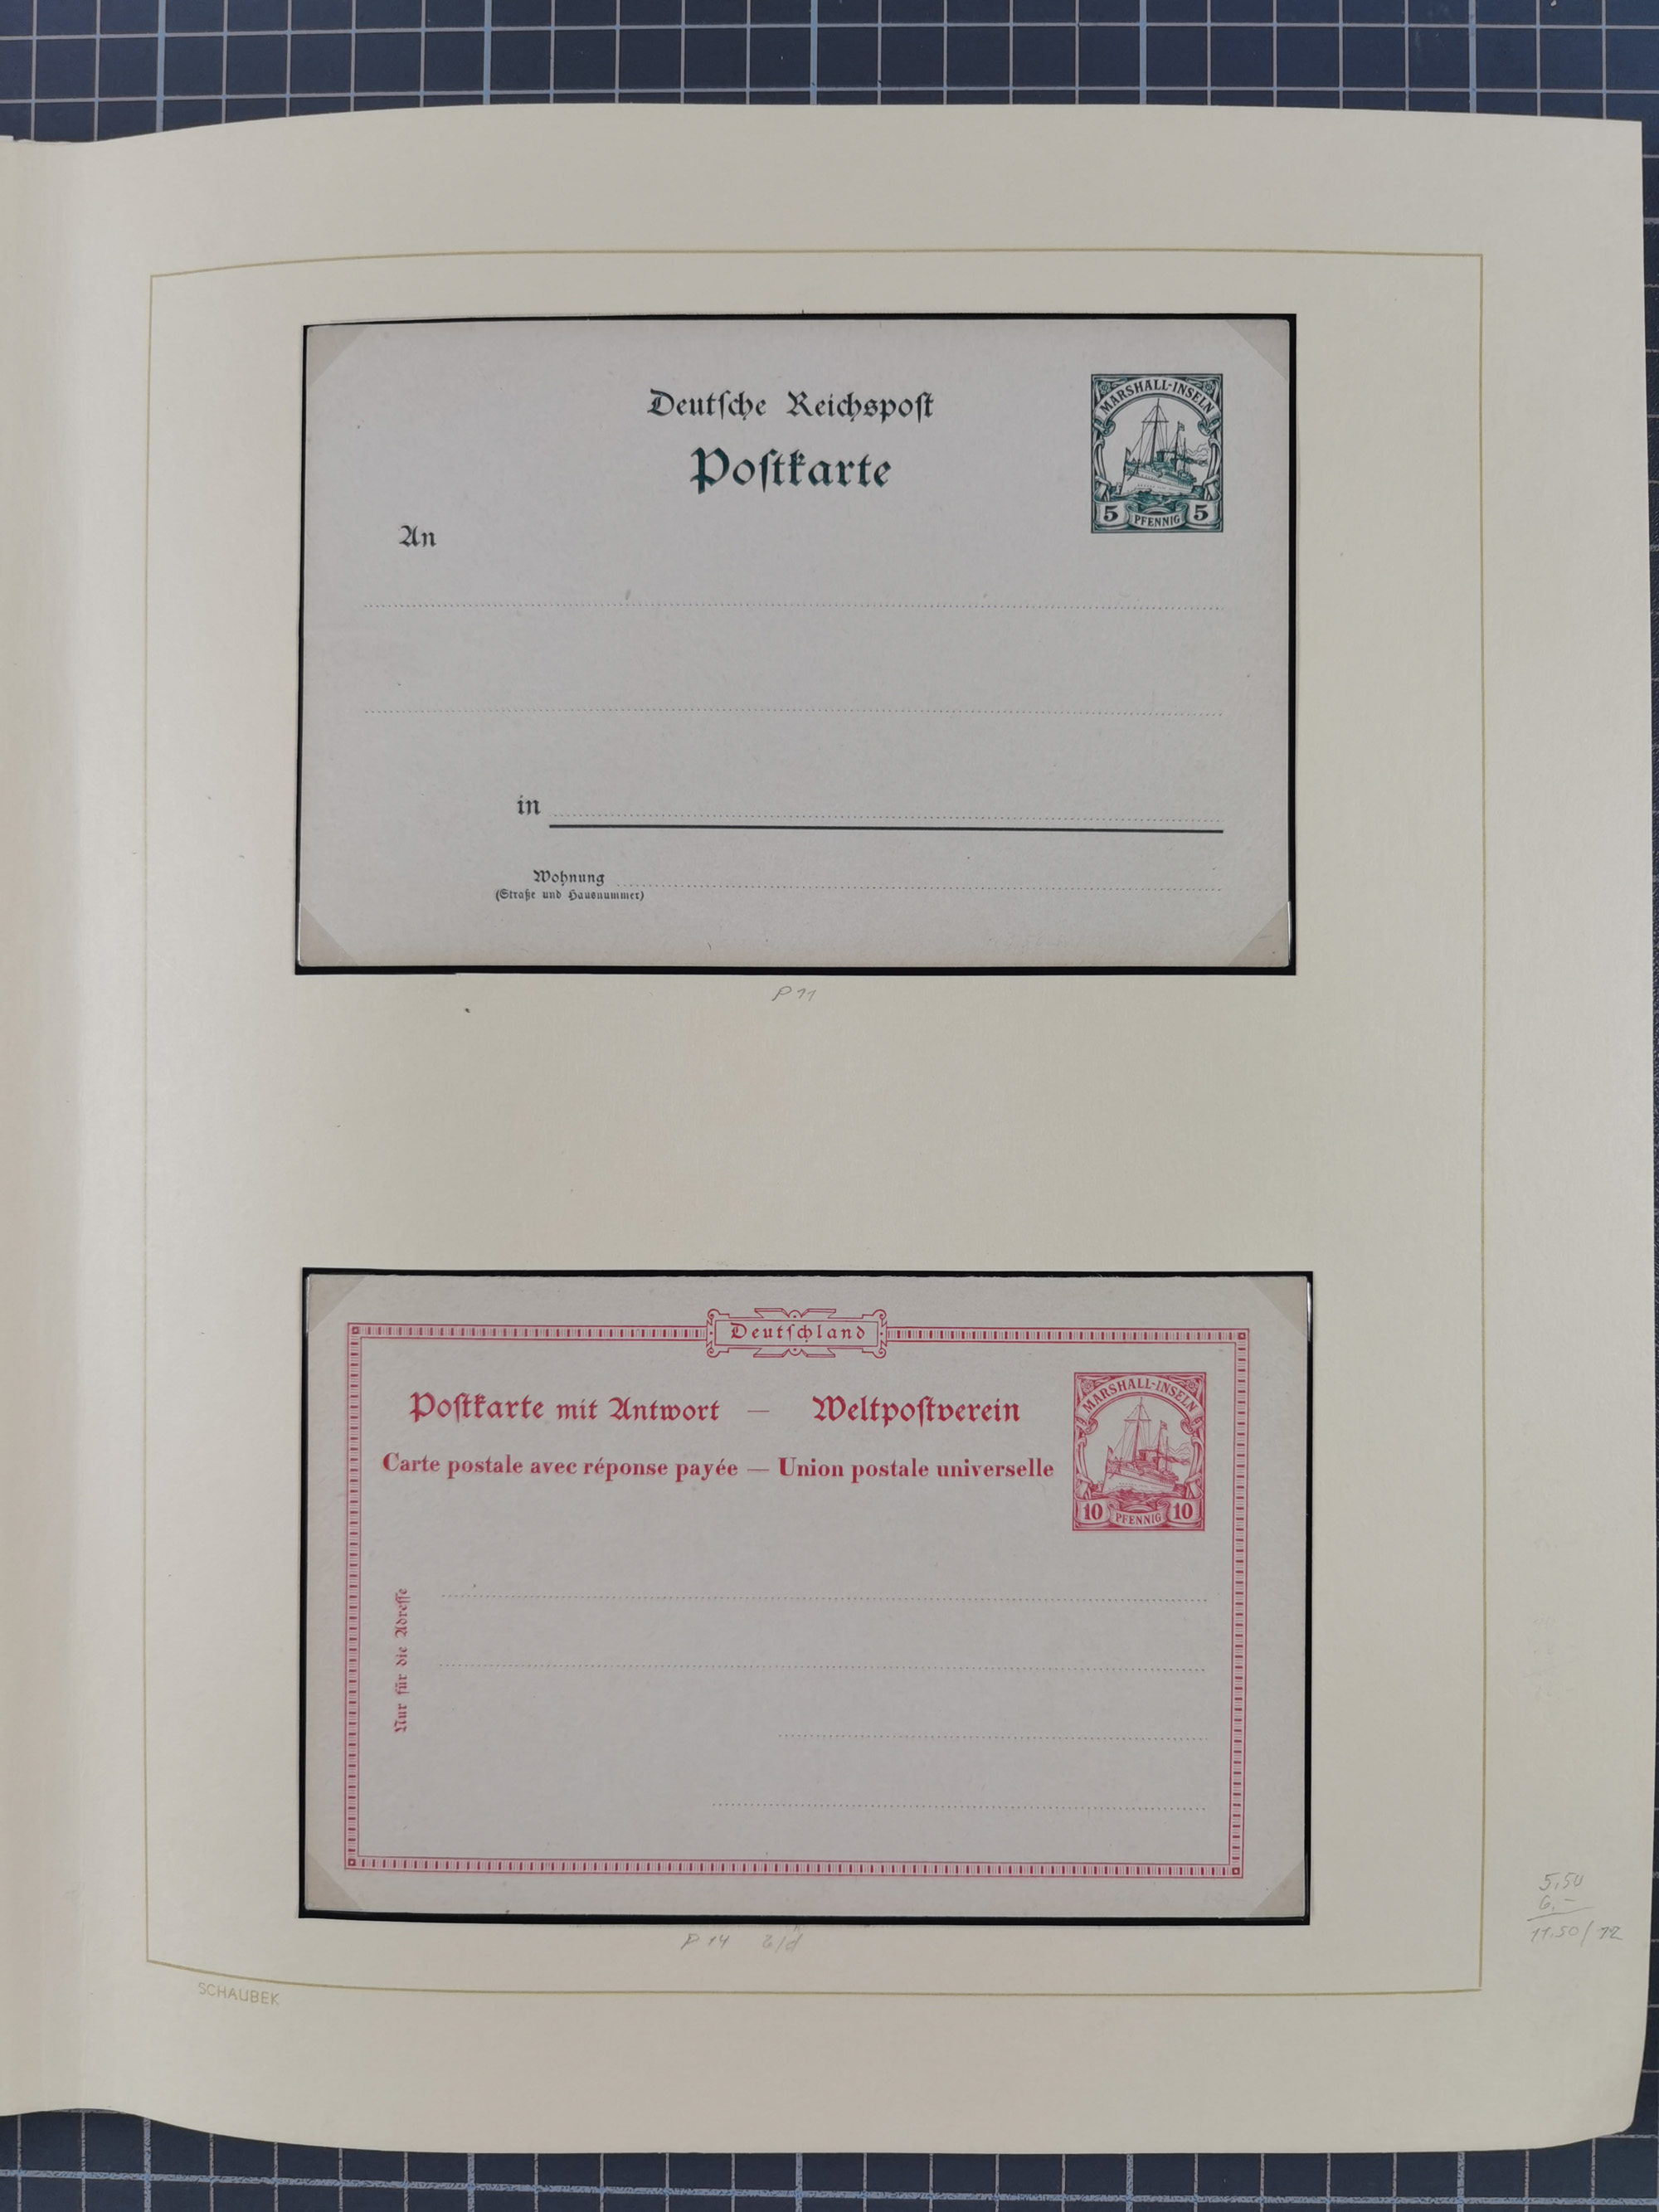 Deutſche Reichspoſt
Poſtkarte
MARSHALL-INSELN
5 PFENNIG 5
An
in
Wohnung
(Straße und Hausnummer)
P 11
Deutſchland
Poſtkarte mit Antwort — Weltpoſtverein
Carte postale avec réponse payée — Union postale universelle
MARSHALL-INSELN
10 PFENNIG 10
Nur für die Adreſſe
P 14
5,50
6,-
11.50/12
SCHAUBEK